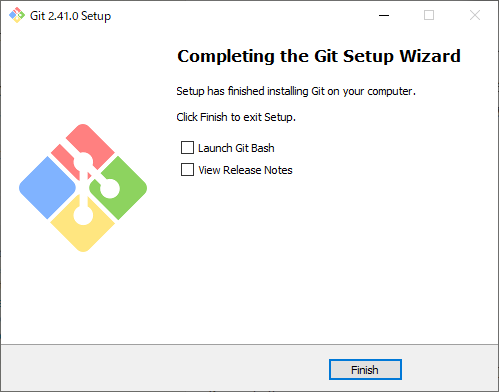 Git 2.41.0 Setup
Completing the Git Setup Wizard
Setup has finished installing Git on your computer.
Click Finish to exit Setup.
Launch Git Bash
View Release Notes
Finish